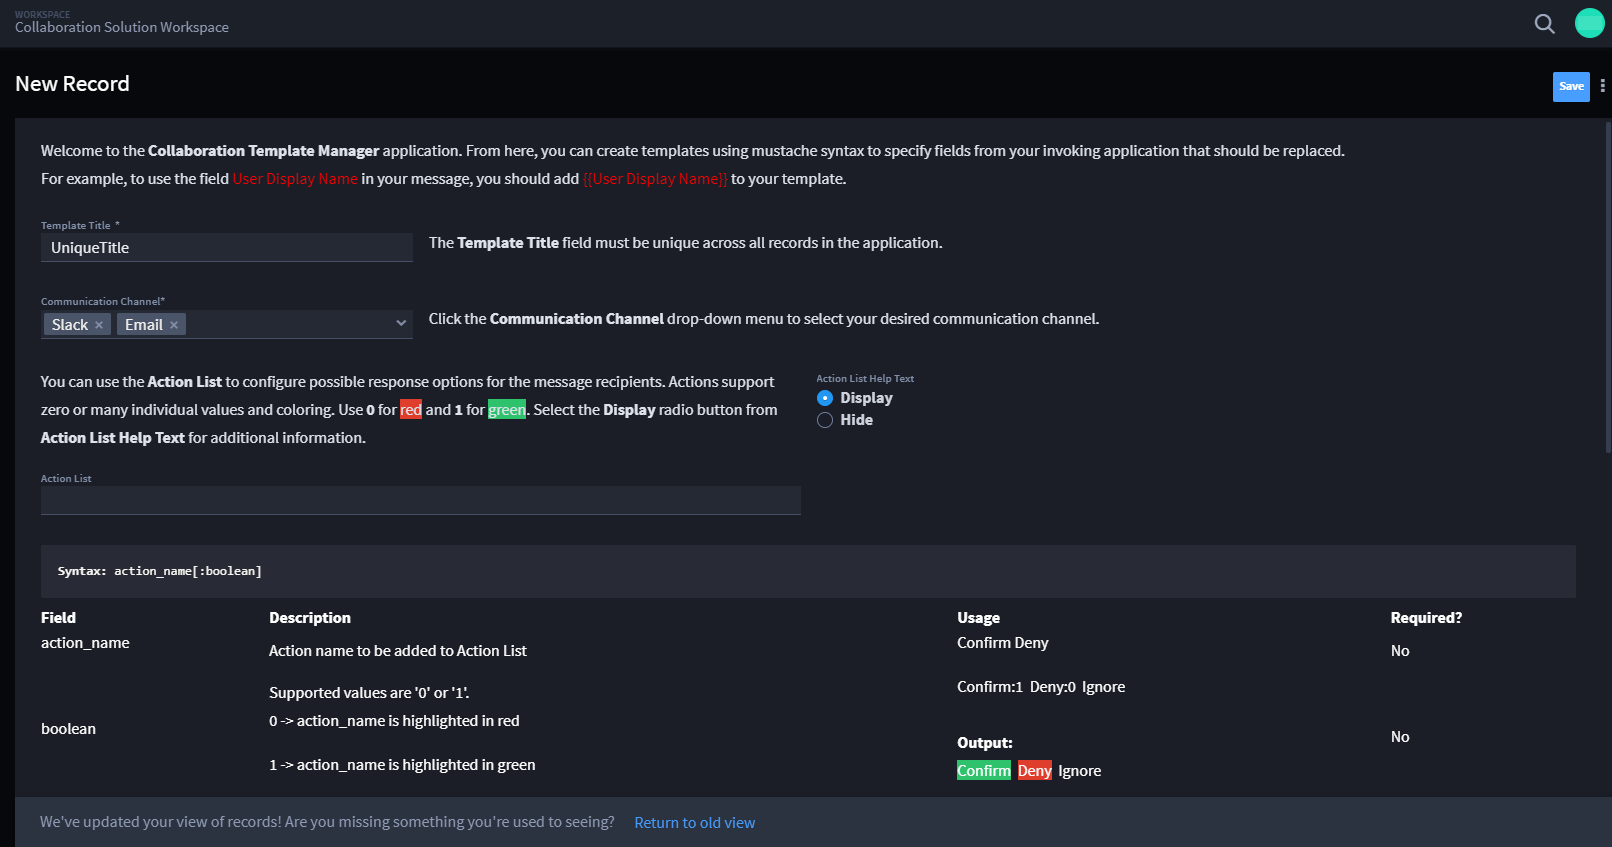 WORKSPACE
Collaboration Solution Workspace
New Record
Save
Welcome to the Collaboration Template Manager application. From here, you can create templates using mustache syntax to specify fields from your invoking application that should be replaced.
For example, to use the field User Display Name in your message, you should add {{User Display Name}} to your template.
Template Title *
UniqueTitle
The Template Title field must be unique across all records in the application.
Communication Channel*
Slack × Email ×
Click the Communication Channel drop-down menu to select your desired communication channel.
You can use the Action List to configure possible response options for the message recipients. Actions support
zero or many individual values and coloring. Use 0 for red and 1 for green. Select the Display radio button from
Action List Help Text for additional information.
Action List Help Text
Display
Hide
Action List
Syntax: action_name[:boolean]
Field Description Usage Required?
action_name
Action name to be added to Action List
Confirm Deny
No
boolean
Supported values are '0' or '1'.
0 -> action_name is highlighted in red
1 -> action_name is highlighted in green
Confirm:1 Deny:0 Ignore
Output:
Confirm Deny Ignore
No
We've updated your view of records! Are you missing something you're used to seeing? Return to old view